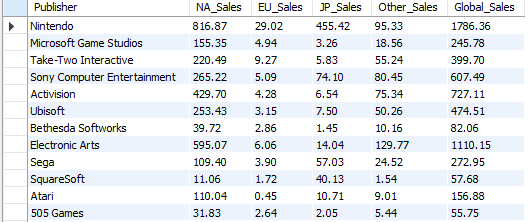 Publisher NA_Sales EU_Sales JP_Sales Other_Sales Global_Sales
Nintendo 816.87 29.02 455.42 95.33 1786.36
Microsoft Game Studios 155.35 4.94 3.26 18.56 245.78
Take-Two Interactive 220.49 9.27 5.83 55.24 399.70
Sony Computer Entertainment 265.22 5.09 74.10 80.45 607.49
Activision 429.70 4.28 6.54 75.34 727.11
Ubisoft 253.43 3.15 7.50 50.26 474.51
Bethesda Softworks 39.72 2.86 1.45 10.16 82.06
Electronic Arts 595.07 6.06 14.04 129.77 1110.15
Sega 109.40 3.90 57.03 24.52 272.95
SquareSoft 11.06 1.72 40.13 1.54 57.68
Atari 110.04 0.45 10.71 9.01 156.88
505 Games 31.83 2.64 2.05 5.44 55.75